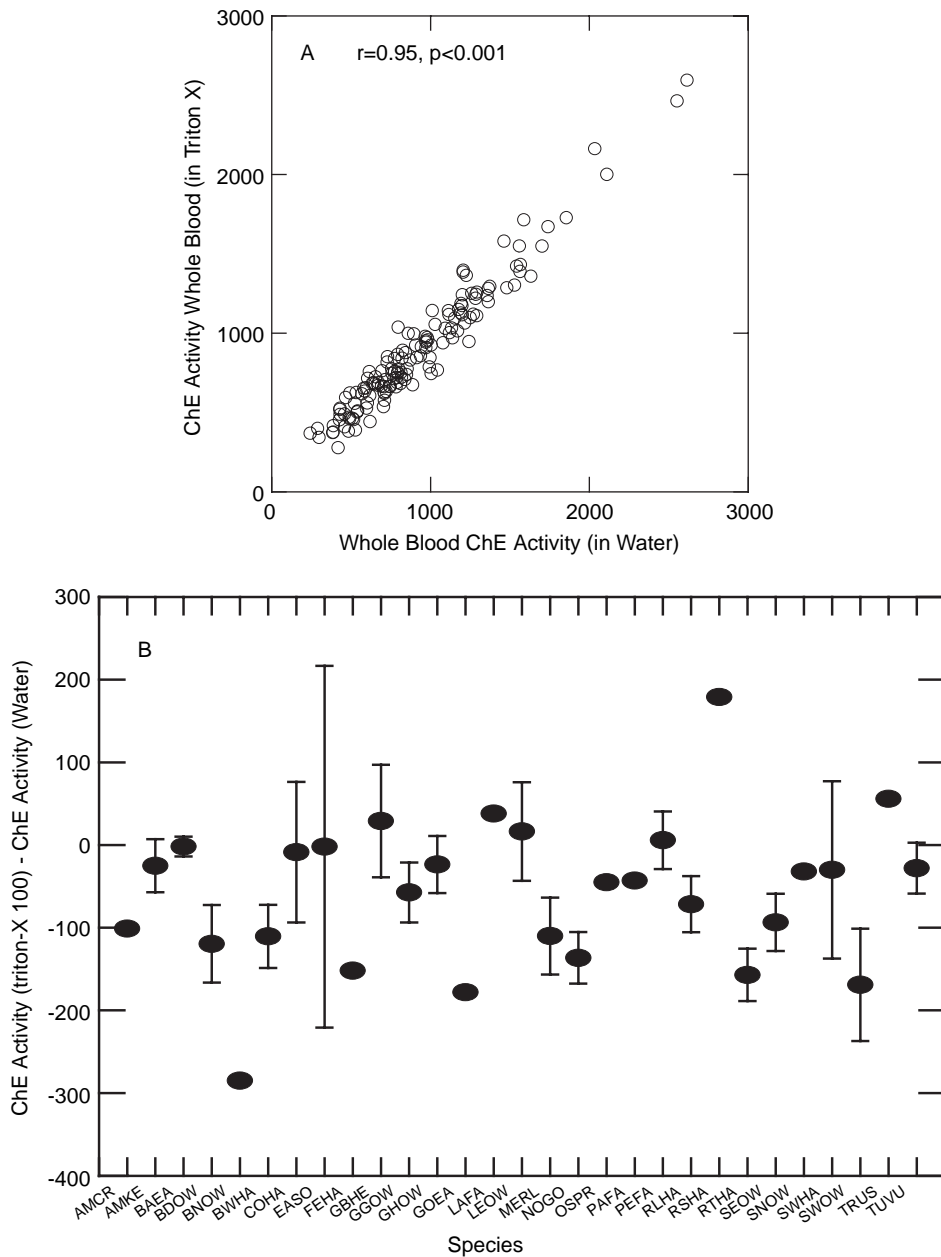 3000
A r=0.95, p<0.001
2000
1000
0
ChE Activity Whole Blood (in Triton X)
0 1000 2000 3000
Whole Blood ChE Activity (in Water)
300
B
200
100
0
-100
-200
-300
-400
ChE Activity (triton-X 100) - ChE Activity (Water)
AMCR AMKE BAEA BDOW BNOW BWHA COHA EASO FEHA GBHE GGOW GHOW GOEA LAFA LEOW MERL NOGO OSPR PAFA PEFA RLHA RSHA RTHA SEOW SNOW SWHA SWOW TRUS TUVU
Species